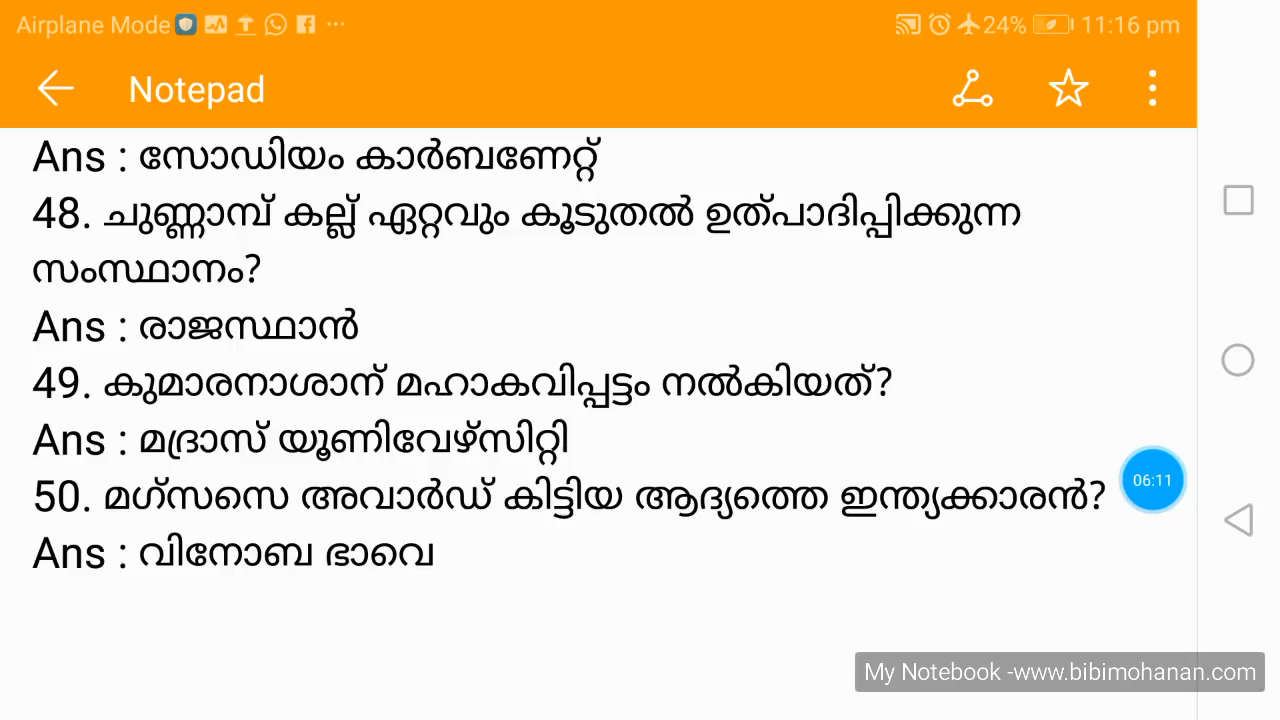 Airplane Mode ... 24% 11:16 pm
Notepad
Ans : സോഡിയം കാർബണേറ്റ്
48. ചുണ്ണാമ്പ് കല്ല് ഏറ്റവും കൂടുതൽ ഉത്പാദിപ്പിക്കുന്ന
സംസ്ഥാനം?
Ans : രാജസ്ഥാൻ
49. കുമാരനാശാന് മഹാകവിപ്പട്ടം നൽകിയത്?
Ans : മദ്രാസ് യൂണിവേഴ്സിറ്റി
50. മഗ്സസെ അവാർഡ് കിട്ടിയ ആദ്യത്തെ ഇന്ത്യക്കാരൻ?
06:11
Ans : വിനോബ ഭാവെ
My Notebook -www.bibimohanan.com